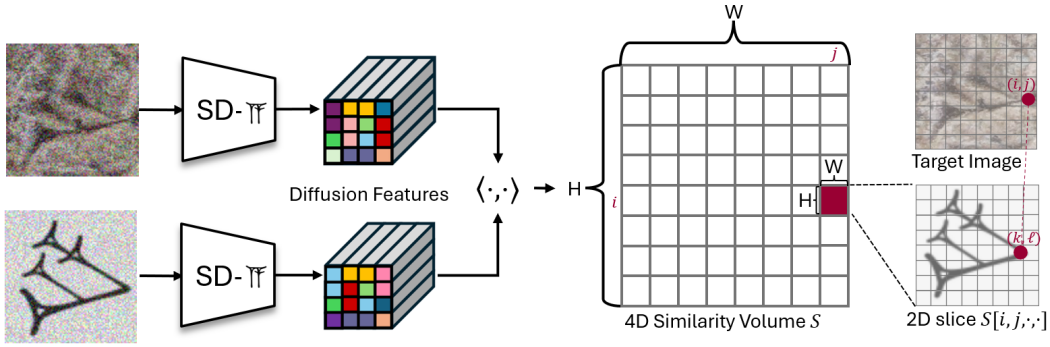 W
j
SD-𒀀
(i, j)
Target Image
Diffusion Features
⟨·,·⟩
H
i
W
H
SD-𒀀
(k, ℓ)
4D Similarity Volume S
2D slice S[i, j,·,·]